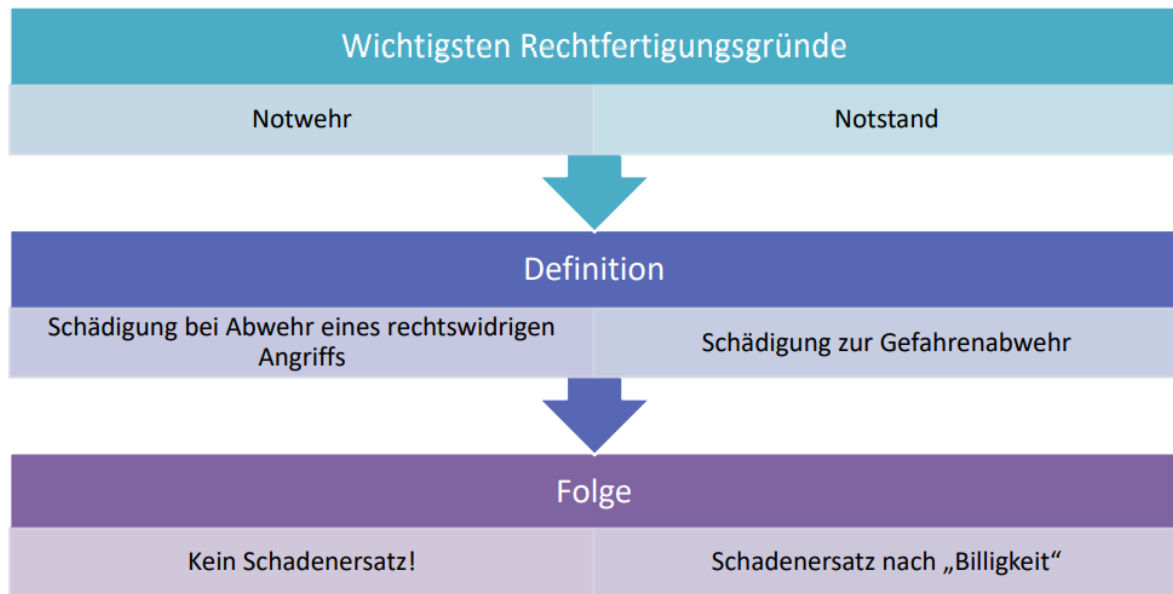 Wichtigsten Rechtfertigungsgründe
Notwehr
Notstand
Definition
Schädigung bei Abwehr eines rechtswidrigen
Angriffs
Schädigung zur Gefahrenabwehr
Folge
Kein Schadenersatz!
Schadenersatz nach „Billigkeit“